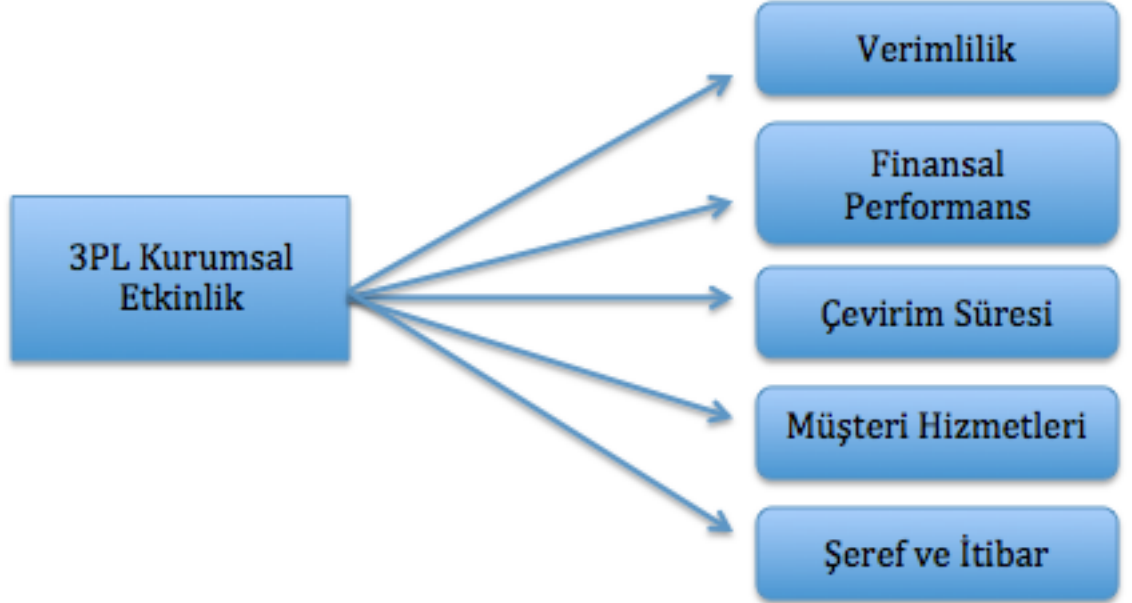 3PL Kurumsal
Etkinlik
Verimlilik
Finansal
Performans
Çevirim Süresi
Müşteri Hizmetleri
Şeref ve İtibar